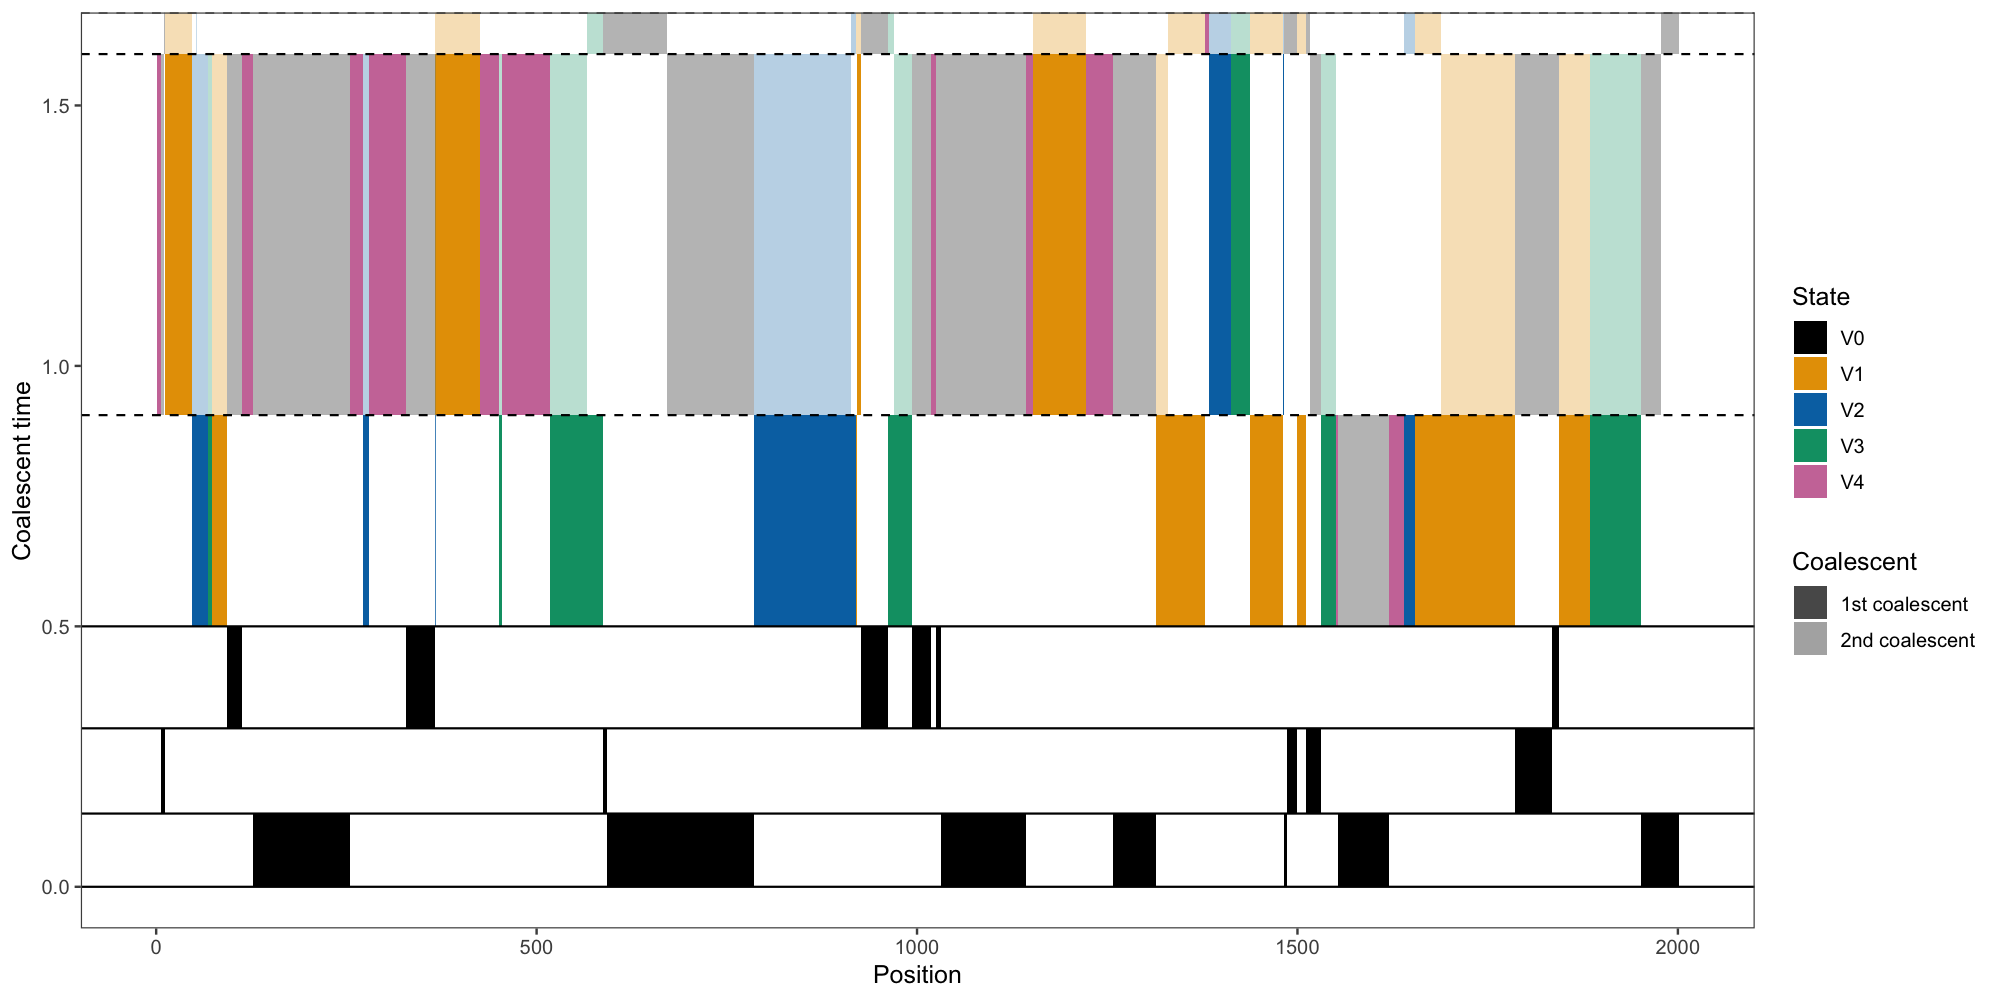 1.5
1.0
0.5
0.0
Coalescent time
0
500
1000
1500
2000
Position
State
V0
V1
V2
V3
V4
Coalescent
1st coalescent
2nd coalescent